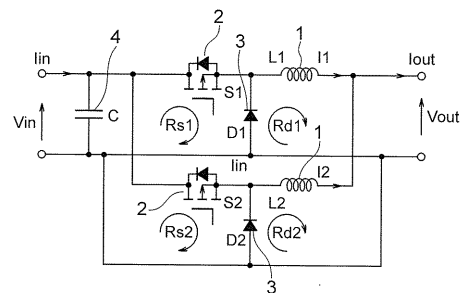 2
1
Iin
4
3
L1
I1
Iout
S1
Vin
C
Rs1
D1
Rd1
Vout
Iin
1
I2
2
S2
L2
Rs2
D2
Rd2
3